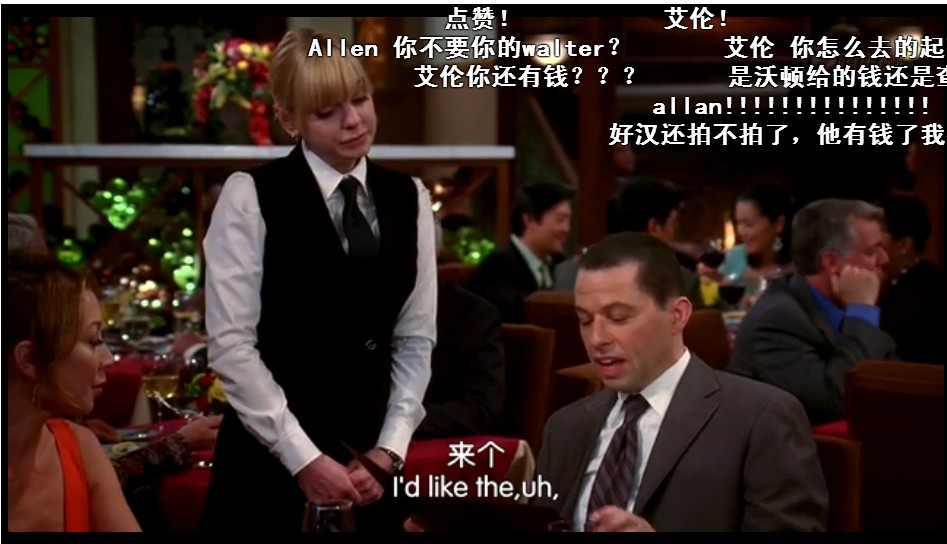 点赞！ 艾伦！
Allen 你不要你的walter？ 艾伦 你怎么去的起
艾伦你还有钱？？？ 是沃顿给的钱还是查
allan!!!!!!!!!!!!!!!!
好汉还拍不拍了，他有钱了我
来个
I'd like the,uh,